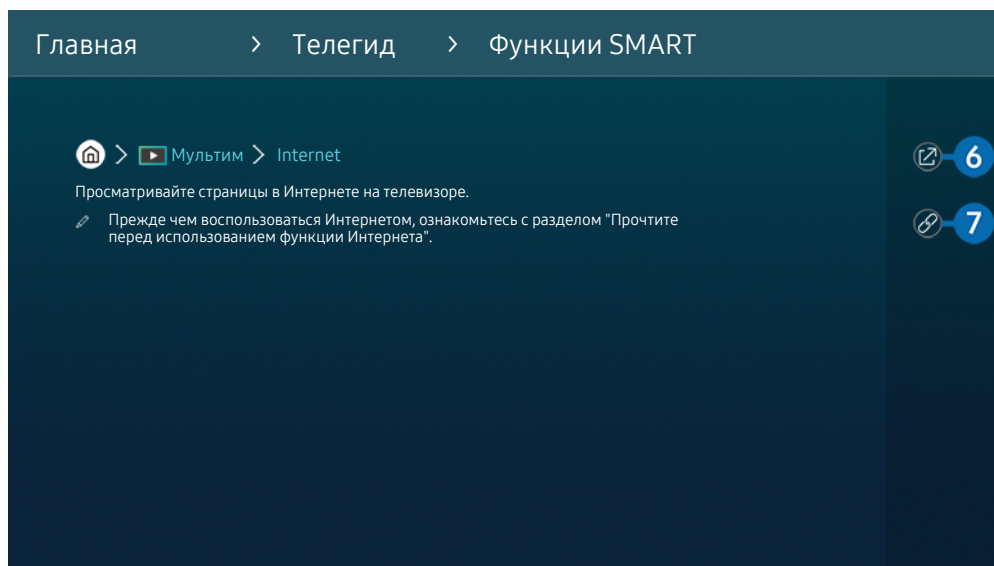 Главная > Телегид > Функции SMART
> Мультим > Internet
6
Просматривайте страницы в Интернете на телевизоре.
Прежде чем воспользоваться Интернетом, ознакомьтесь с разделом "Прочтите
перед использованием функции Интернета".
7